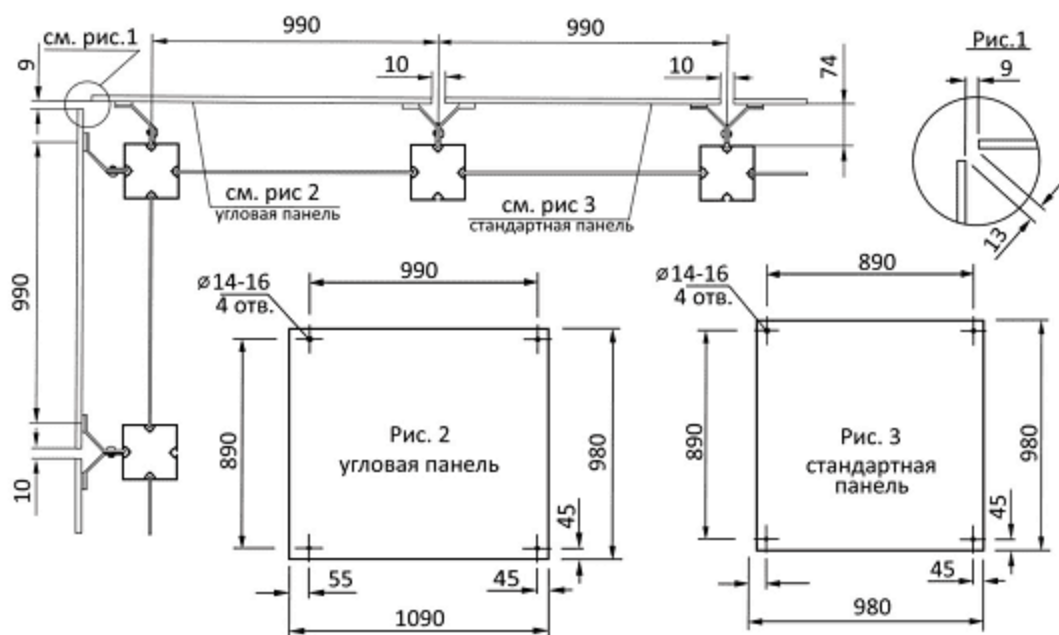 990
990
см. рис.1
Рис.1
9
10
10
74
9
см. рис 2
угловая панель
см. рис 3
стандартная панель
13
990
ø14-16
4 отв.
990
ø14-16
4 отв.
890
890
Рис. 2
угловая панель
980
890
Рис. 3
стандартная
панель
980
10
45
45
55
45
45
1090
980